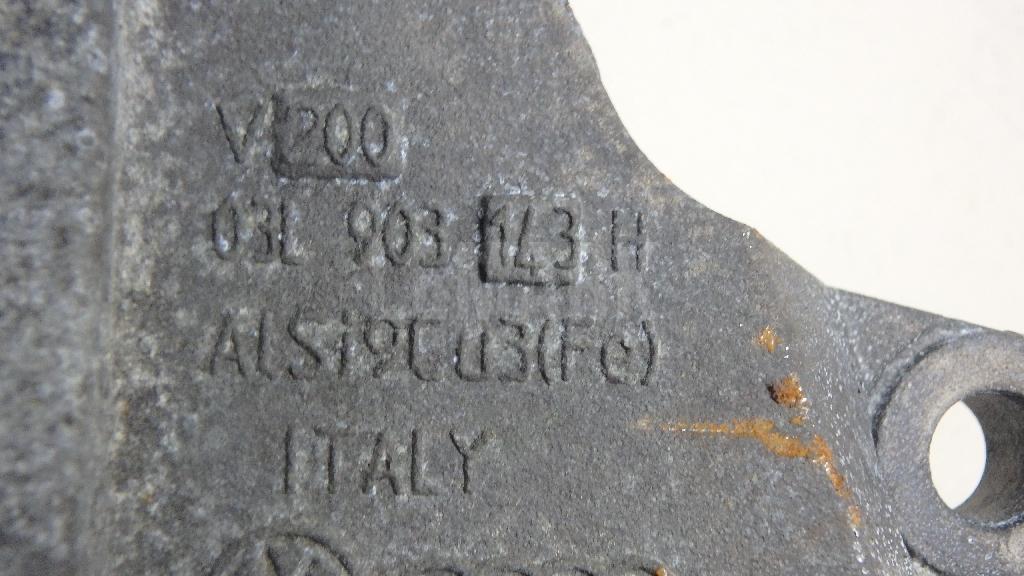 V 200
03L 903 143 H
AlSi9Cu3(Fe)
ITALY